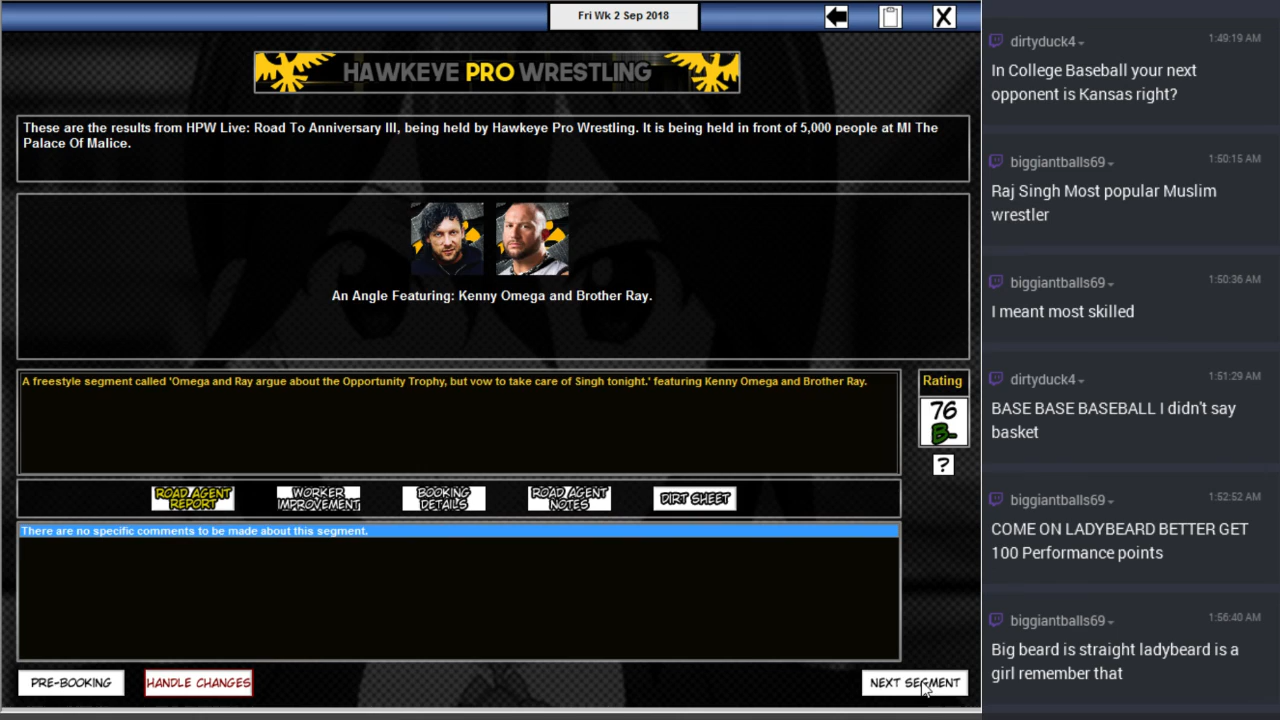 Fri Wk 2 Sep 2018
HAWKEYE PRO WRESTLING
These are the results from HPW Live: Road To Anniversary III, being held by Hawkeye Pro Wrestling. It is being held in front of 5,000 people at MI The
Palace Of Malice.
An Angle Featuring: Kenny Omega and Brother Ray.
A freestyle segment called 'Omega and Ray argue about the Opportunity Trophy, but vow to take care of Singh tonight.' featuring Kenny Omega and Brother Ray.
Rating
76
B-
?
ROAD AGENT
REPORT
WORKER
IMPROVEMENT
BOOKING
DETAILS
ROAD AGENT
NOTES
DIRT SHEET
There are no specific comments to be made about this segment.
PRE-BOOKING
HANDLE CHANGES
NEXT SEGMENT
dirtyduck4 1:49:19 AM
In College Baseball your next
opponent is Kansas right?
biggiantballs69 1:50:15 AM
Raj Singh Most popular Muslim
wrestler
biggiantballs69 1:50:36 AM
I meant most skilled
dirtyduck4 1:51:29 AM
BASE BASE BASEBALL I didn't say
basket
biggiantballs69 1:52:52 AM
COME ON LADYBEARD BETTER GET
100 Performance points
biggiantballs69 1:56:40 AM
Big beard is straight ladybeard is a
girl remember that